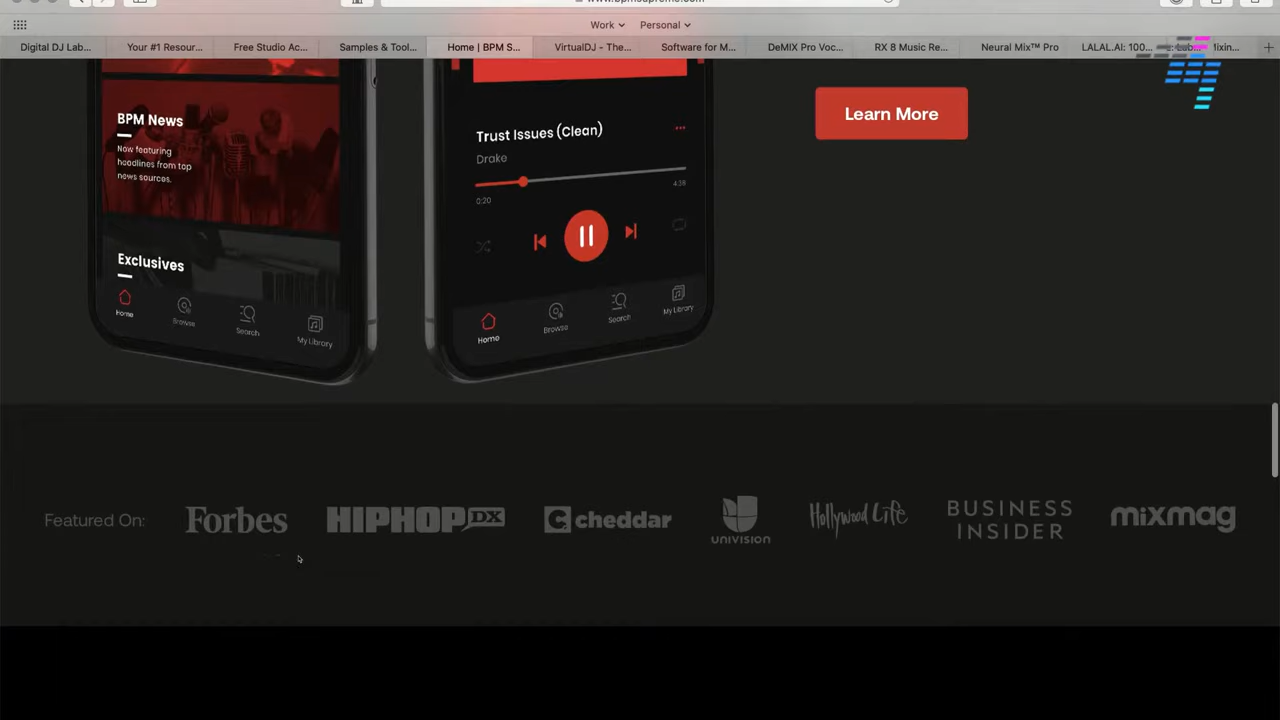 www.bpmsupreme.com
Work Personal
Digital DJ Lab... Your #1 Resour... Free Studio Ac... Samples & Tool... Home | BPM S... VirtualDJ - The... Software for M... DeMIX Pro Voc... RX 8 Music Re... Neural Mix™ Pro LALAL.AI: 100...
BPM News
Now featuring
headlines from top
news sources.
Exclusives
Home Browse Search My Library
Trust Issues (Clean)
Drake
0:20 4:38
Home Browse Search My Library
Learn More
Featured On: Forbes HIPHOPDX cheddar UNIVISION Hollywood Life BUSINESS INSIDER mixmag